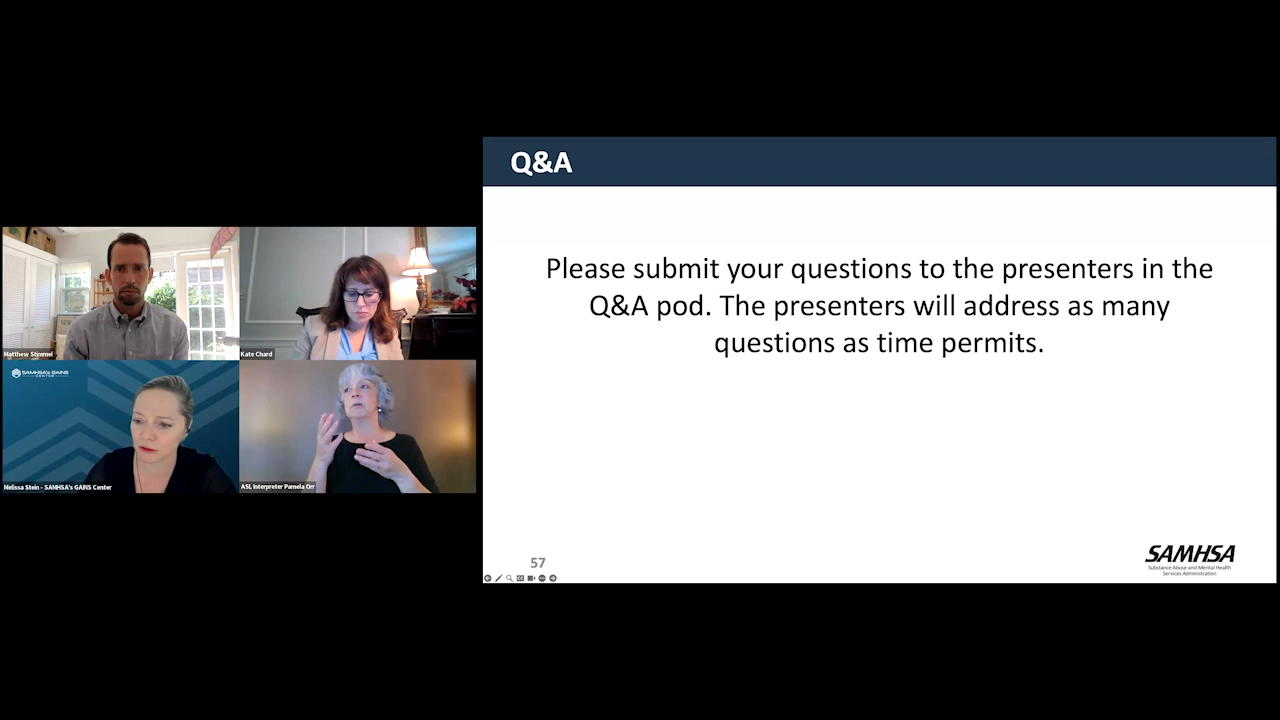 Q&A
Please submit your questions to the presenters in the
Q&A pod. The presenters will address as many
questions as time permits.
Matthew Stimmel
Kate Chard
SAMHSA's GAINS
CENTER
Melissa Stein - SAMHSA's GAINS Center
ASL Interpreter Pamela Orr
57
SAMHSA
Substance Abuse and Mental Health
Services Administration